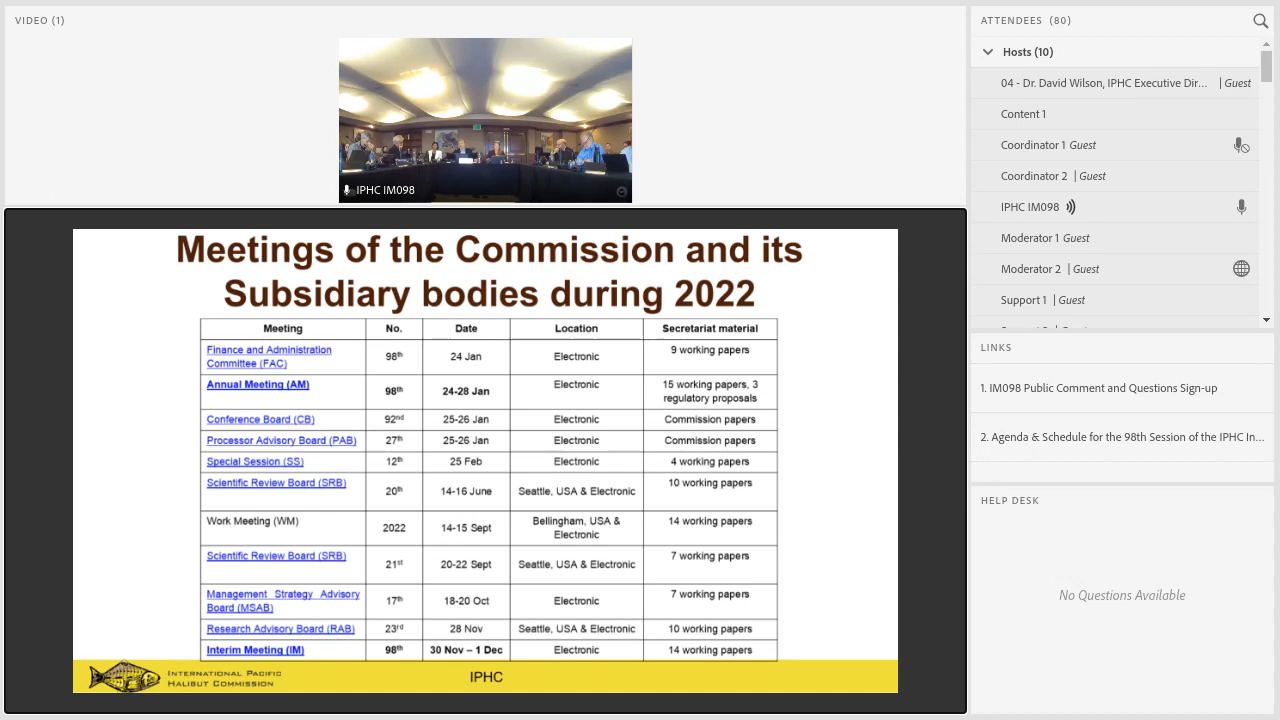 VIDEO (1)
IPHC IM098
Meetings of the Commission and its
Subsidiary bodies during 2022
Meeting No. Date Location Secretariat material
Finance and Administration Committee (FAC) 98th 24 Jan Electronic 9 working papers
Annual Meeting (AM) 98th 24-28 Jan Electronic 15 working papers, 3 regulatory proposals
Conference Board (CB) 92nd 25-26 Jan Electronic Commission papers
Processor Advisory Board (PAB) 27th 25-26 Jan Electronic Commission papers
Special Session (SS) 12th 25 Feb Electronic 4 working papers
Scientific Review Board (SRB) 20th 14-16 June Seattle, USA & Electronic 10 working papers
Work Meeting (WM) 2022 14-15 Sept Bellingham, USA & Electronic 14 working papers
Scientific Review Board (SRB) 21st 20-22 Sept Seattle, USA & Electronic 7 working papers
Management Strategy Advisory Board (MSAB) 17th 18-20 Oct Electronic 7 working papers
Research Advisory Board (RAB) 23rd 28 Nov Seattle, USA & Electronic 10 working papers
Interim Meeting (IM) 98th 30 Nov – 1 Dec Electronic 14 working papers
INTERNATIONAL PACIFIC
HALIBUT COMMISSION
IPHC
ATTENDEES (80)
Hosts (10)
04 - Dr. David Wilson, IPHC Executive Dir... | Guest
Content 1
Coordinator 1 Guest
Coordinator 2 | Guest
IPHC IM098
Moderator 1 Guest
Moderator 2 | Guest
Support 1 | Guest
LINKS
1. IM098 Public Comment and Questions Sign-up
2. Agenda & Schedule for the 98th Session of the IPHC In...
HELP DESK
No Questions Available